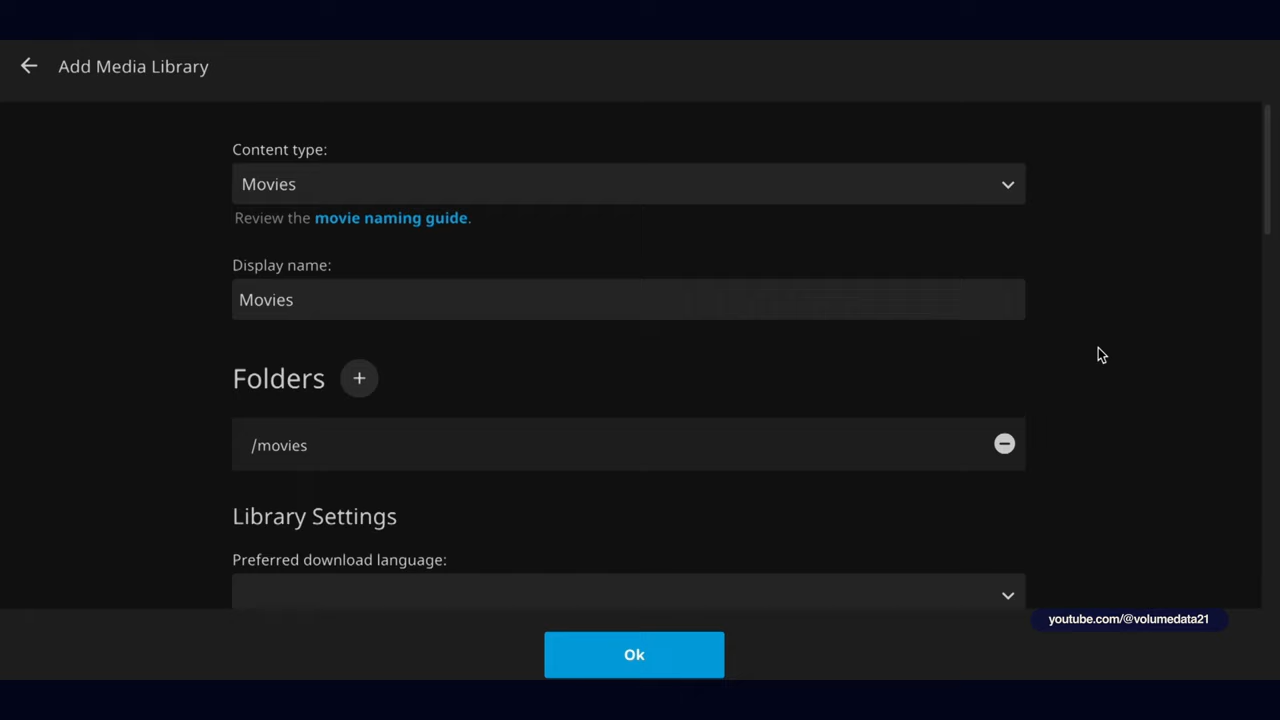 Add Media Library
Content type:
Movies
Review the movie naming guide.
Display name:
Movies
Folders
/movies
Library Settings
Preferred download language:
youtube.com/@volumedata21
Ok